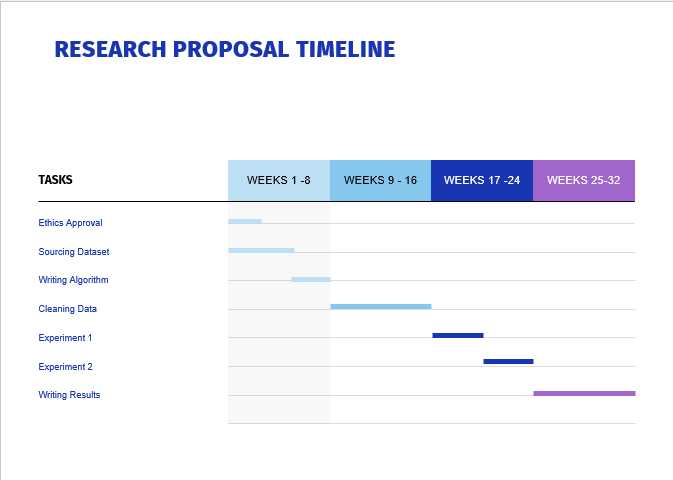 RESEARCH PROPOSAL TIMELINE
TASKS WEEKS 1 -8 WEEKS 9 - 16 WEEKS 17 -24 WEEKS 25-32
Ethics Approval
Sourcing Dataset
Writing Algorithm
Cleaning Data
Experiment 1
Experiment 2
Writing Results